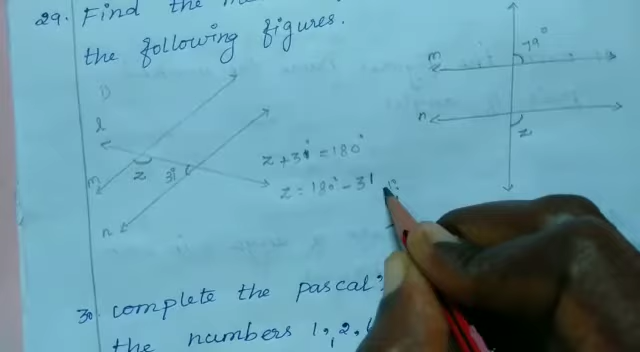 29. Find the
the following figures.
i)
l
m
n
z
31
z + 31° = 180°
z = 180° - 31
m
n
79°
z
30. complete the pascal's
the numbers 1, 2,